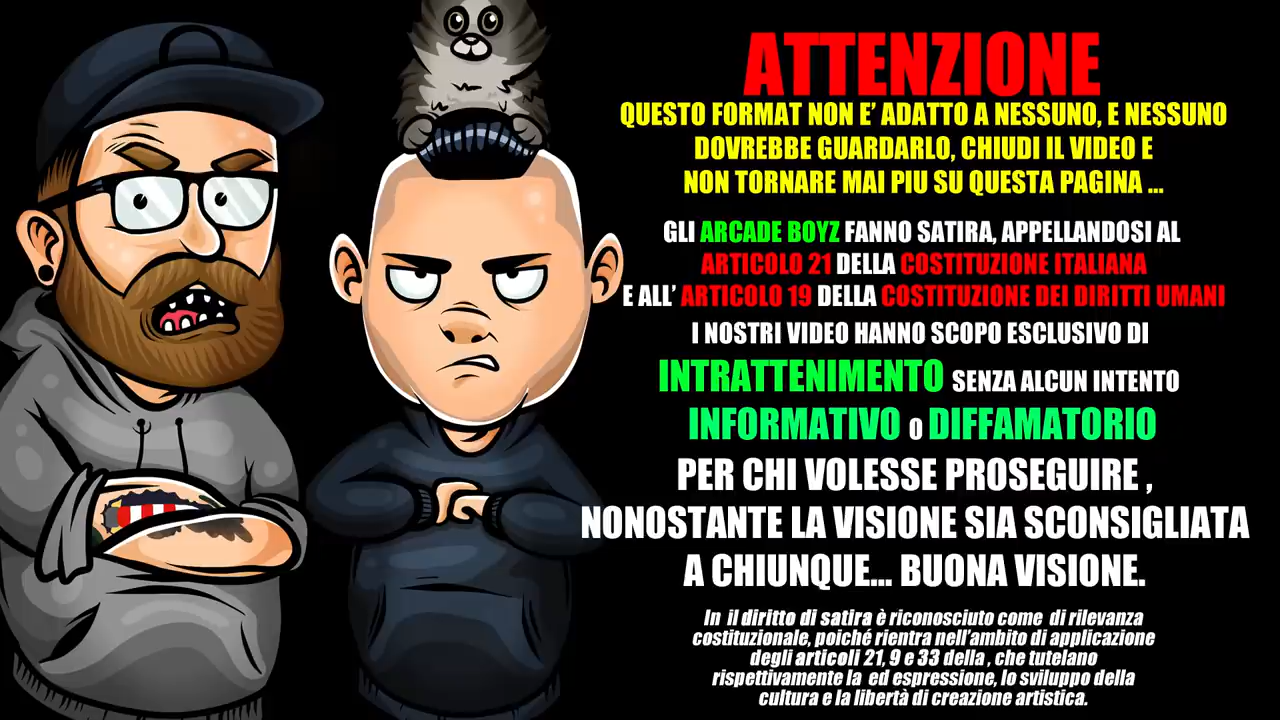 ATTENZIONE
QUESTO FORMAT NON E' ADATTO A NESSUNO, E NESSUNO
DOVREBBE GUARDARLO, CHIUDI IL VIDEO E
NON TORNARE MAI PIU SU QUESTA PAGINA ...
GLI ARCADE BOYZ FANNO SATIRA, APPELLANDOSI AL
ARTICOLO 21 DELLA COSTITUZIONE ITALIANA
E ALL' ARTICOLO 19 DELLA COSTITUZIONE DEI DIRITTI UMANI
I NOSTRI VIDEO HANNO SCOPO ESCLUSIVO DI
INTRATTENIMENTO SENZA ALCUN INTENTO
INFORMATIVO O DIFFAMATORIO
PER CHI VOLESSE PROSEGUIRE ,
NONOSTANTE LA VISIONE SIA SCONSIGLIATA
A CHIUNQUE... BUONA VISIONE.
In il diritto di satira è riconosciuto come di rilevanza
costituzionale, poiché rientra nell'ambito di applicazione
degli articoli 21, 9 e 33 della , che tutelano
rispettivamente la ed espressione, lo sviluppo della
cultura e la libertà di creazione artistica.